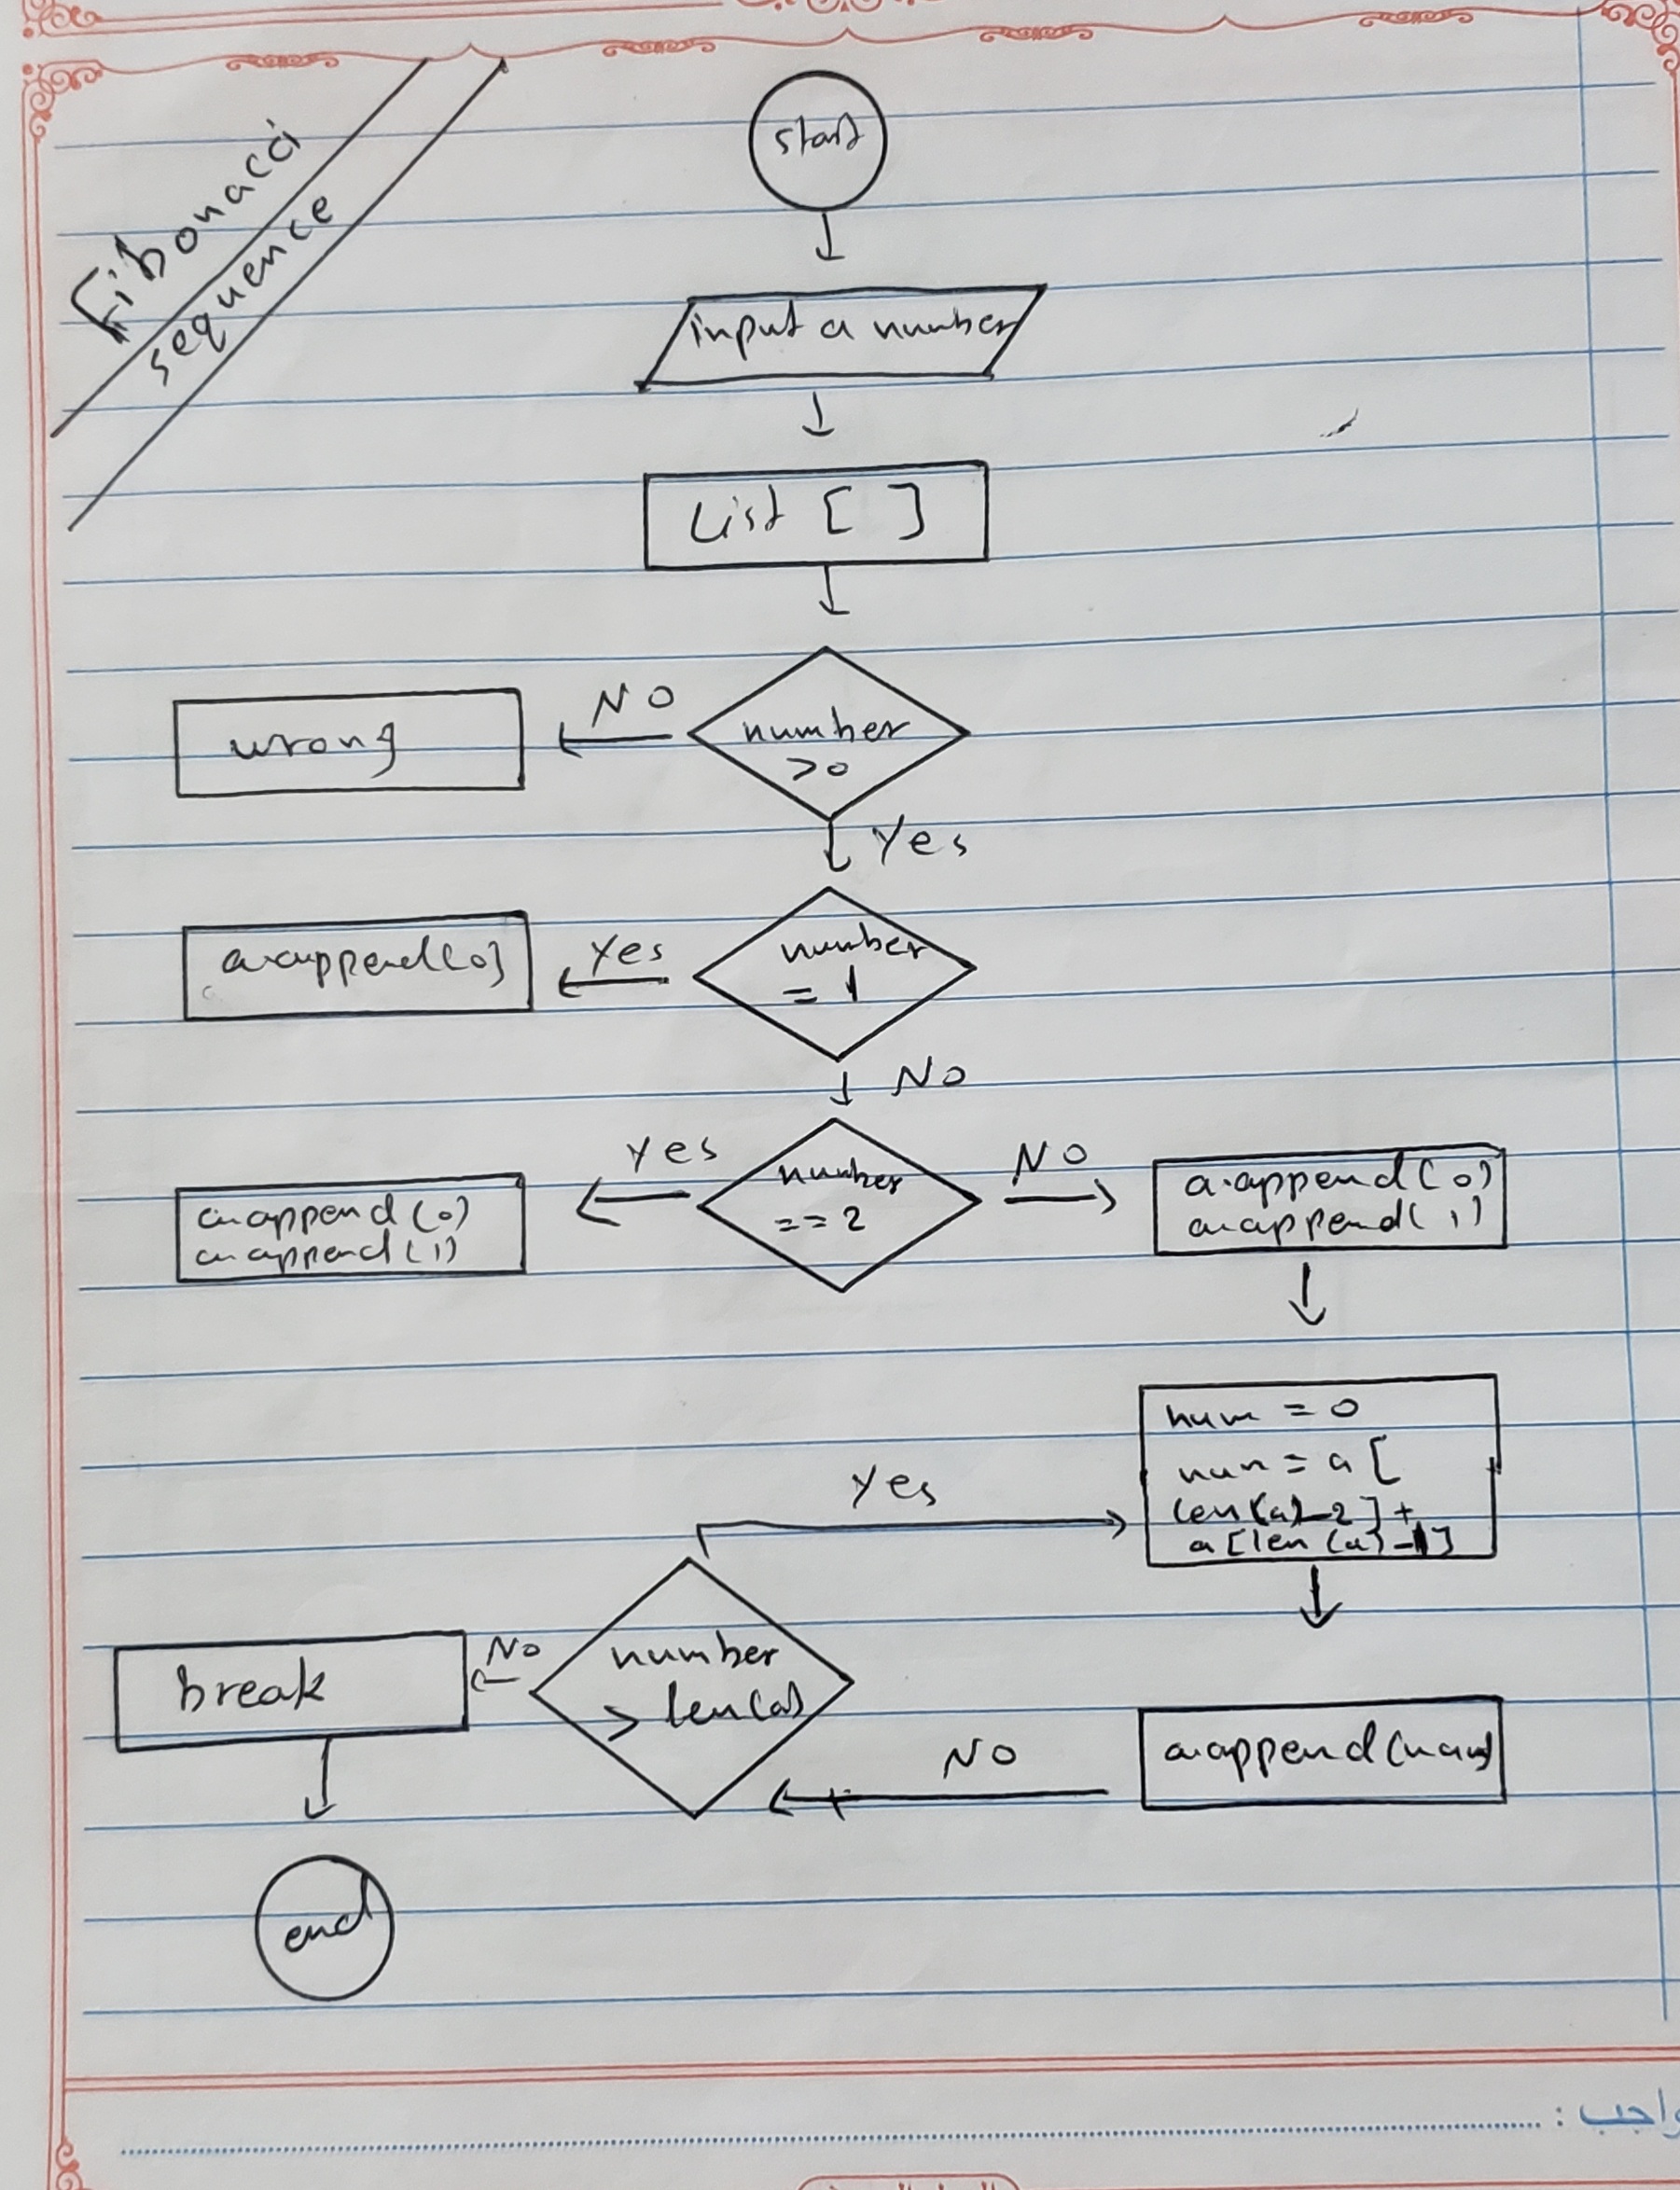 Fibonacci
sequence
start
input a number
List [ ]
number
>0
NO
wrong
Yes
number
= 1
Yes
a.append(0)
NO
number
==2
Yes
a.append(0)
a.append(1)
NO
a.append(0)
a.append(1)
num = 0
num = a[
len(a)-2]+
a[len(a)-1]
Yes
number
> len(a)
No
break
NO
a.append(num)
end